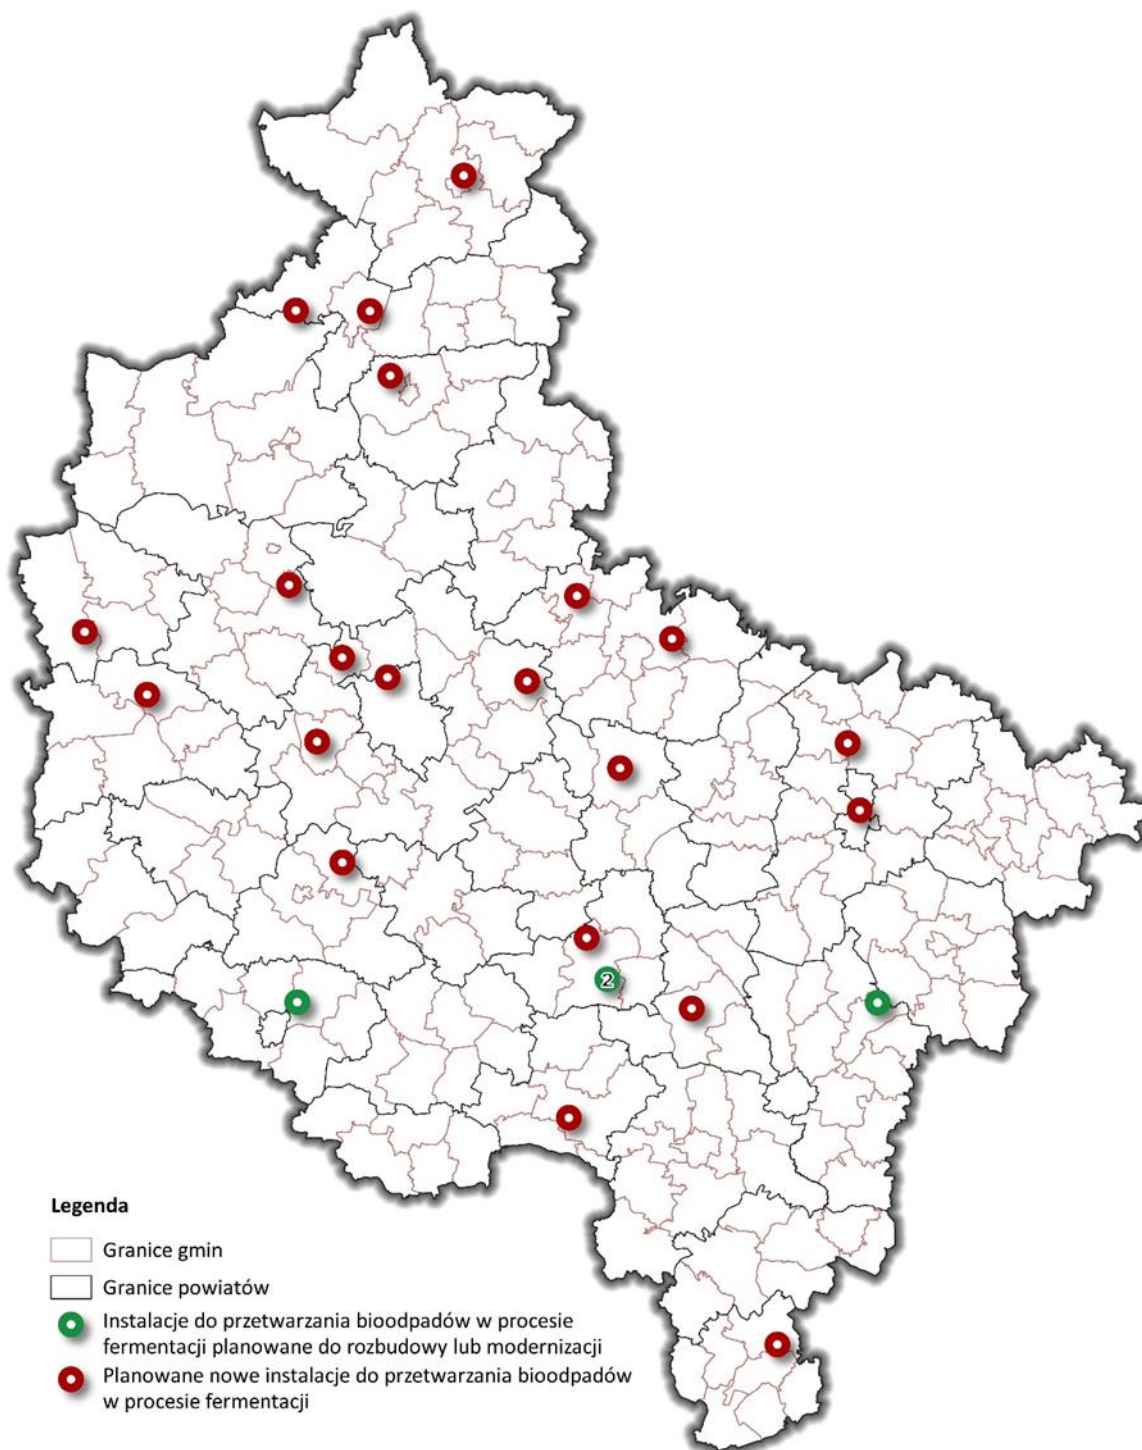 2
Legenda
Granice gmin
Granice powiatów
Instalacje do przetwarzania bioodpadów w procesie
fermentacji planowane do rozbudowy lub modernizacji
Planowane nowe instalacje do przetwarzania bioodpadów
w procesie fermentacji